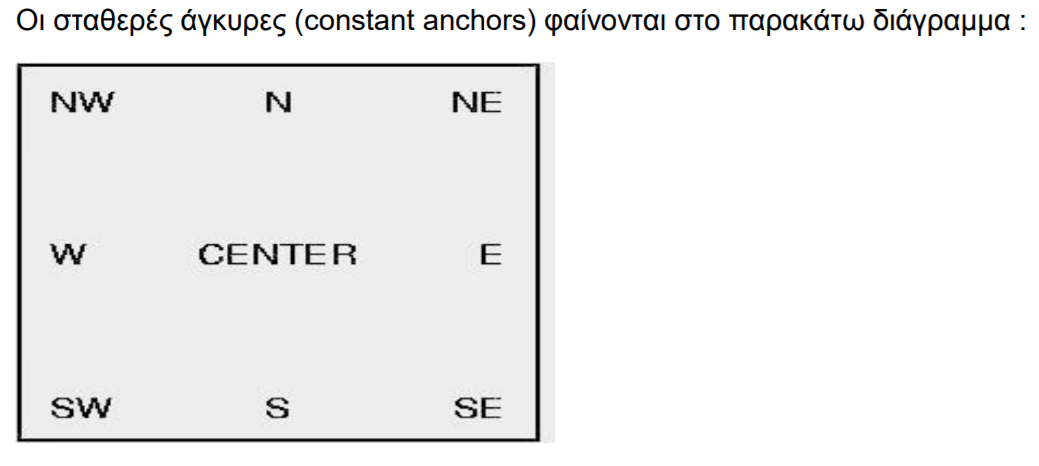 Οι σταθερές άγκυρες (constant anchors) φαίνονται στο παρακάτω διάγραμμα :
NW N NE
W CENTER E
SW S SE